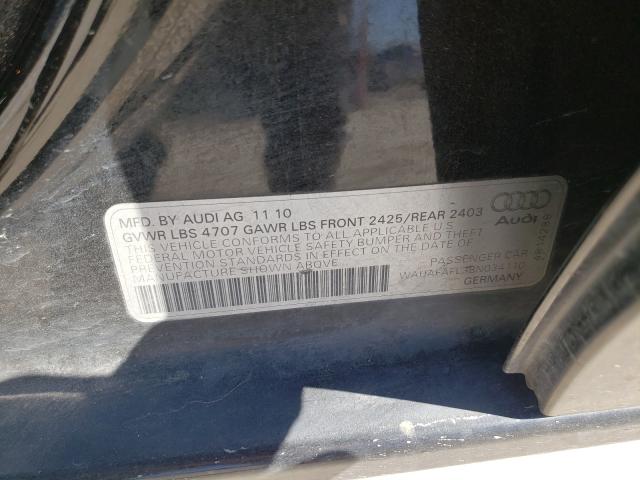 MFD. BY AUDI AG 11 10
GVWR LBS 4707 GAWR LBS FRONT 2425/REAR 2403
THIS VEHICLE CONFORMS TO ALL APPLICABLE U.S.
FEDERAL MOTOR VEHICLE SAFETY BUMPER AND THEFT
PREVENTION STANDARDS IN EFFECT ON THE DATE OF
MANUFACTURE SHOWN ABOVE.
PASSENGER CAR
GERMANY
Audi